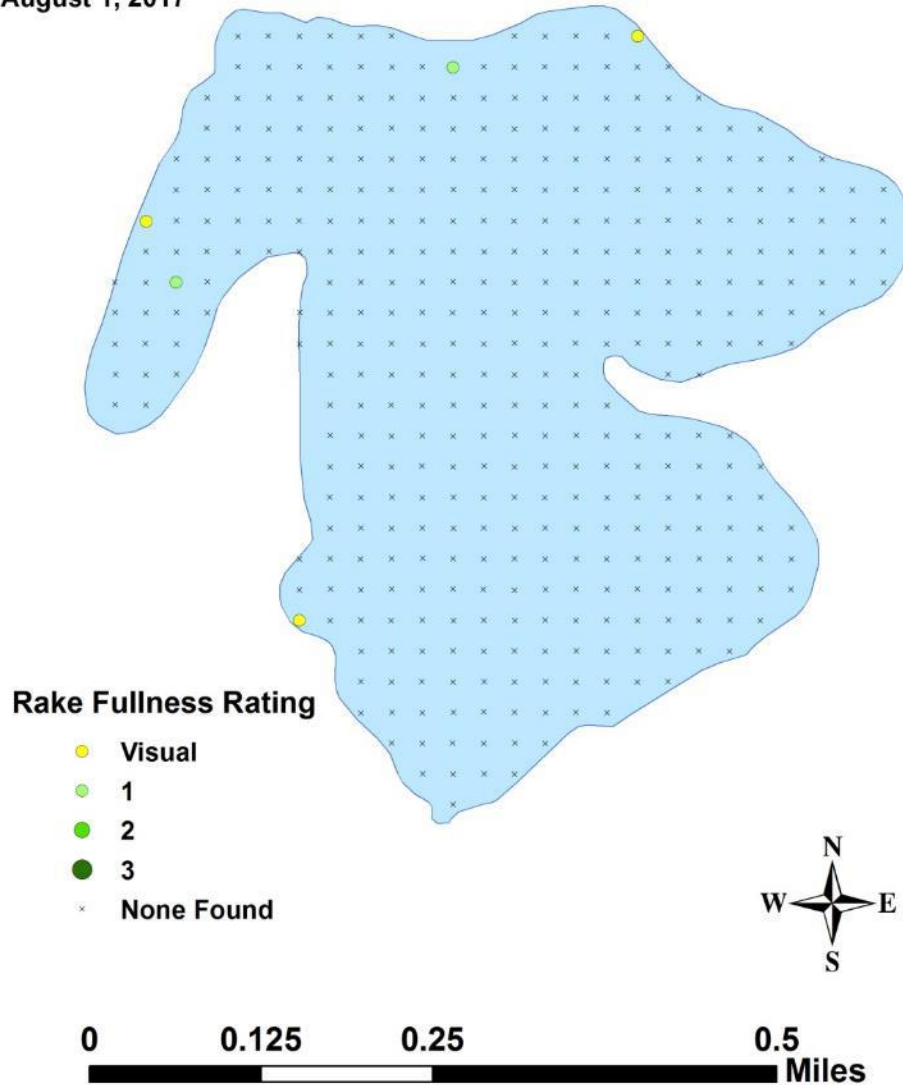 August 1, 2017
Rake Fullness Rating
Visual
1
2
3
None Found
N
W E
S
0 0.125 0.25 0.5
Miles